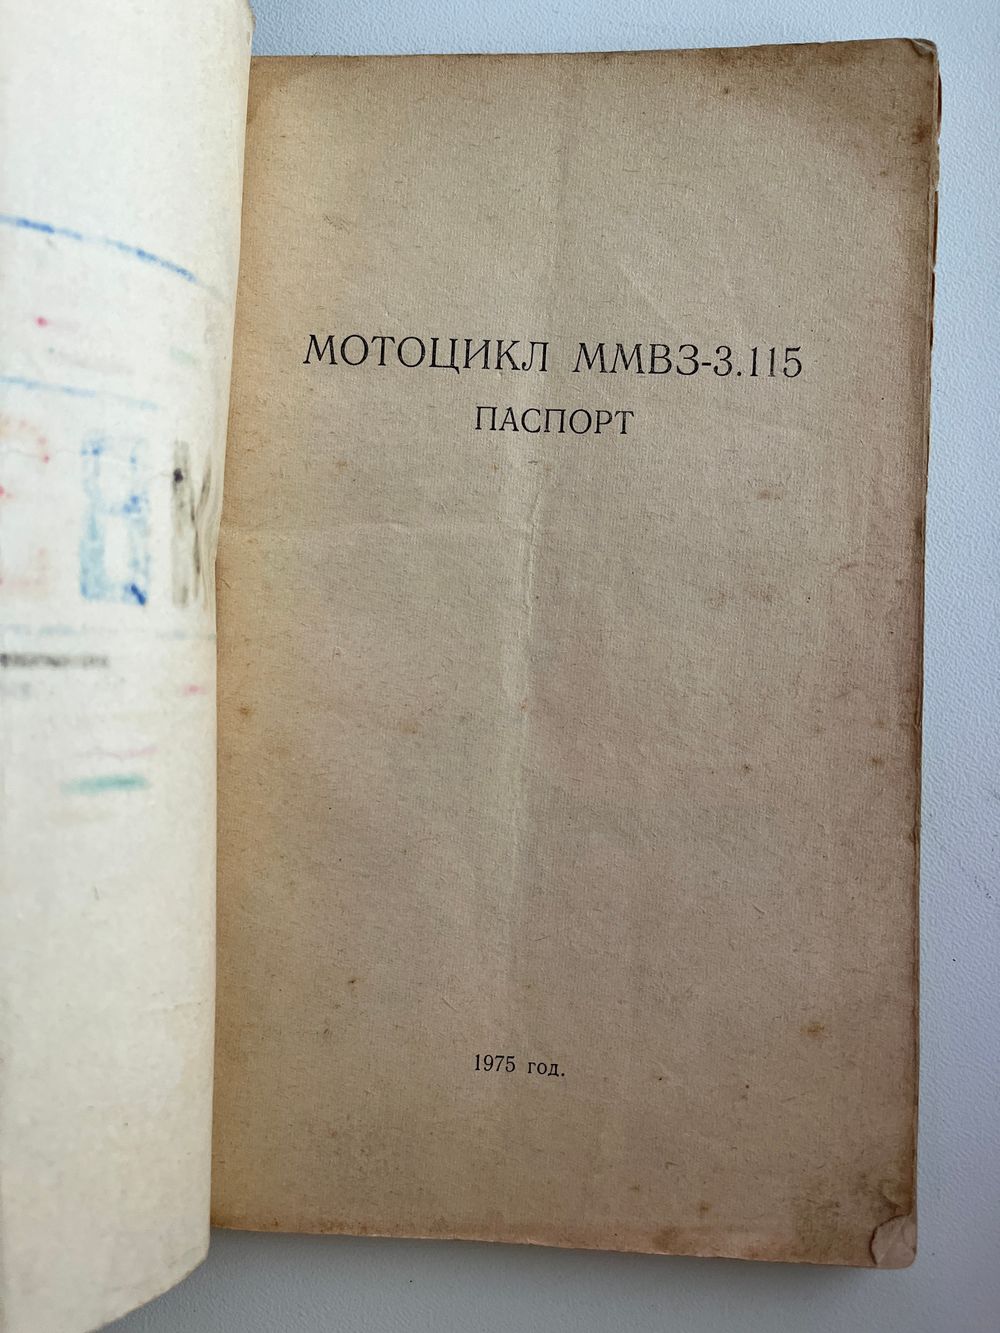 МОТОЦИКЛ ММВЗ-3.115
ПАСПОРТ
1975 год.